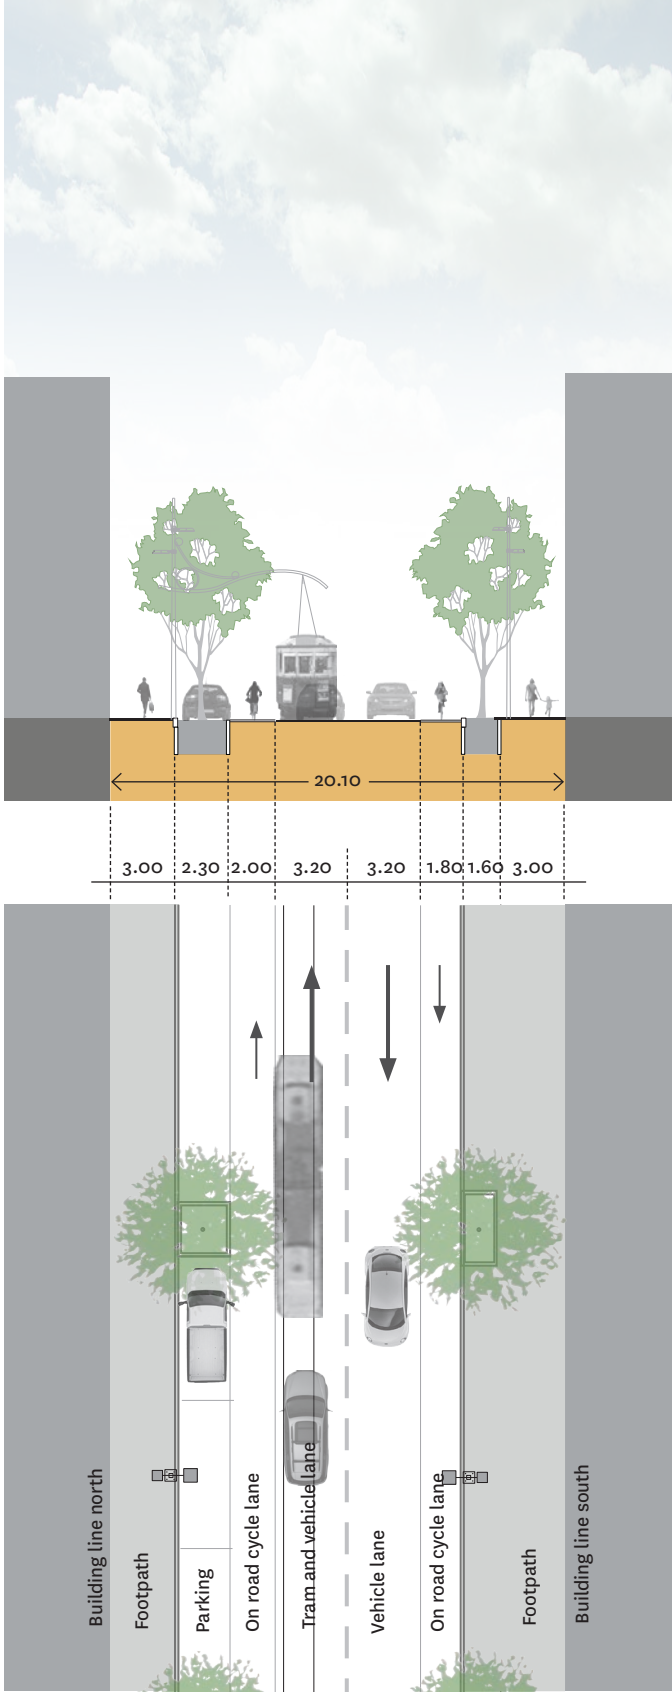 20.10
3.00 2.30 2.00 3.20 3.20 1.80 1.60 3.00
Building line north
Footpath
Parking
On road cycle lane
Tram and vehicle lane
Vehicle lane
On road cycle lane
Footpath
Building line south